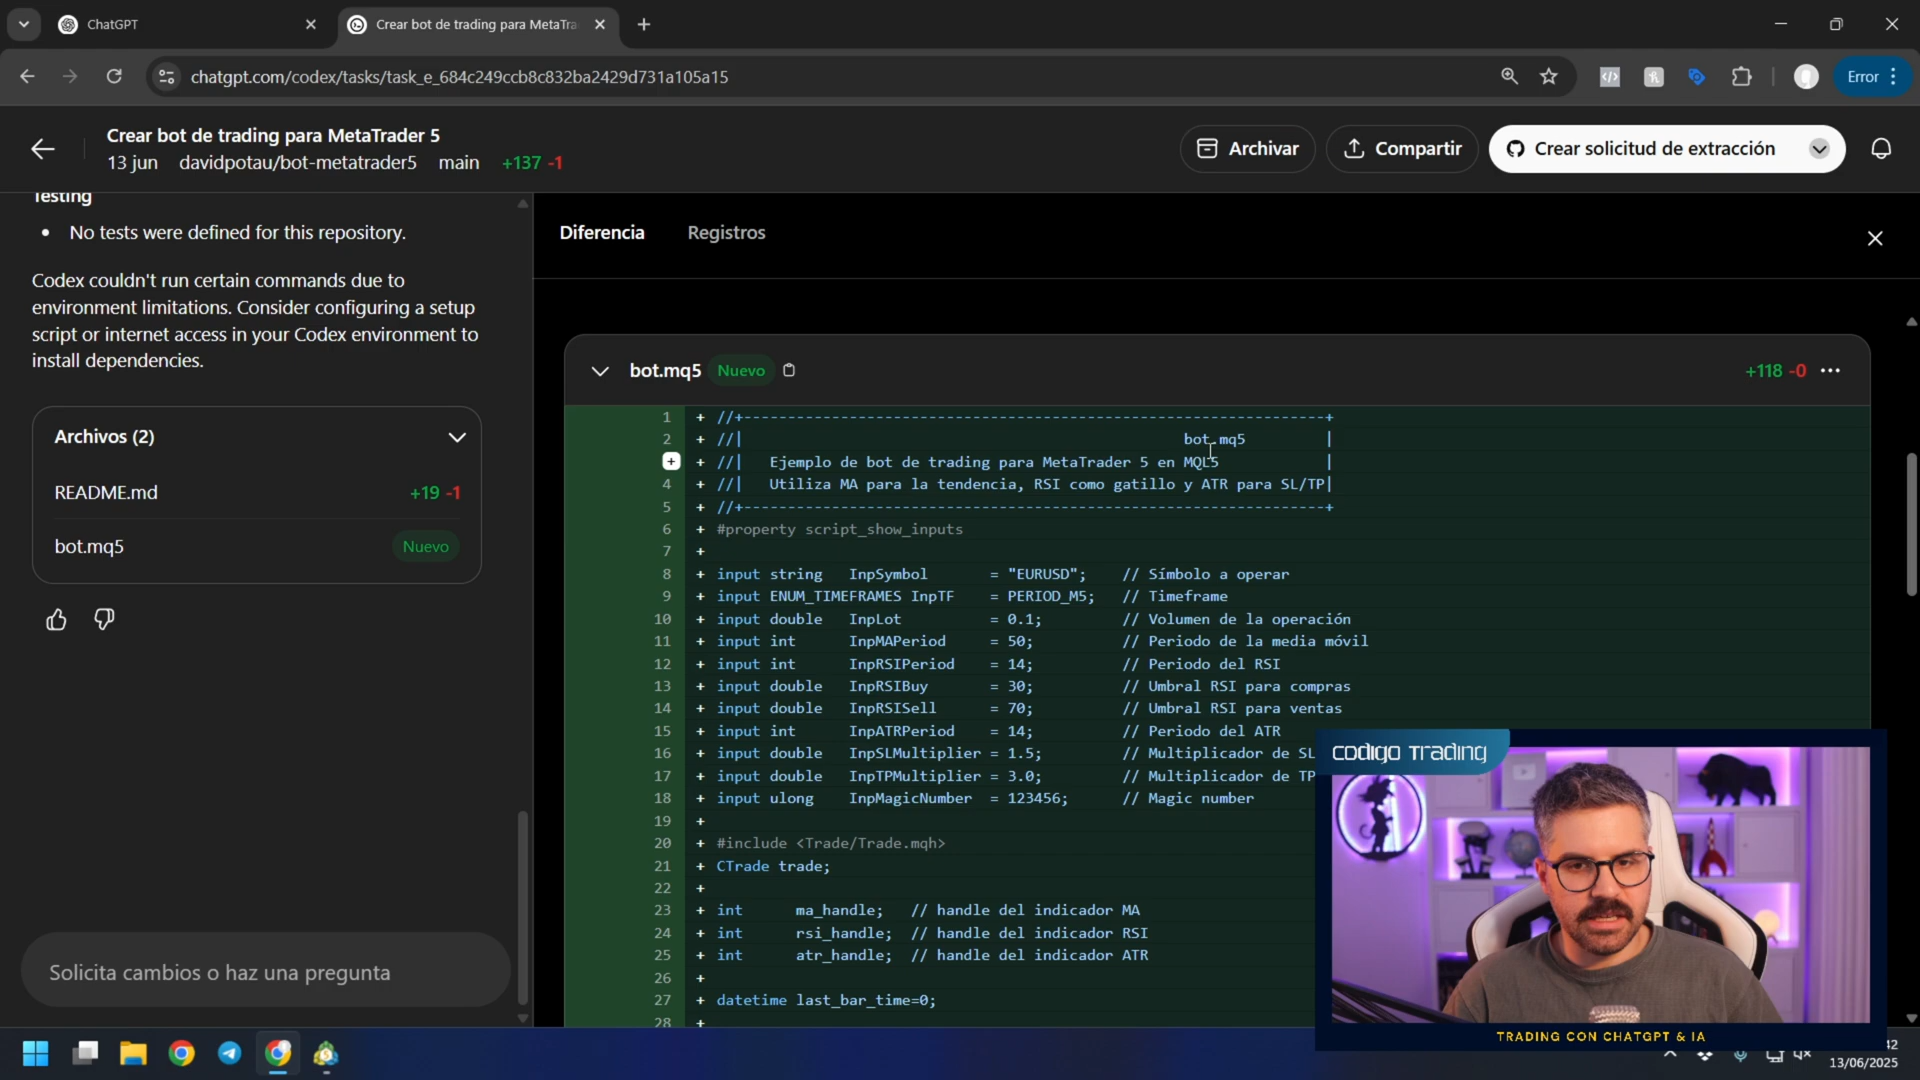 ChatGPT
Crear bot de trading para MetaTra
chatgpt.com/codex/tasks/task_e_684c249ccb8c832ba2429d731a105a15
Error
Crear bot de trading para MetaTrader 5
13 jun davidpotau/bot-metatrader5 main +137 -1
Archivar
Compartir
Crear solicitud de extracción
Testing
• No tests were defined for this repository.
Codex couldn't run certain commands due to
environment limitations. Consider configuring a setup
script or internet access in your Codex environment to
install dependencies.
Archivos (2)
README.md +19 -1
bot.mq5 Nuevo
Solicita cambios o haz una pregunta
Diferencia Registros
bot.mq5 Nuevo +118 -0
1 + //+------------------------------------------------------------------+
2 + //| bot.mq5 |
+ //| Ejemplo de bot de trading para MetaTrader 5 en MQL5 |
4 + //| Utiliza MA para la tendencia, RSI como gatillo y ATR para SL/TP|
5 + //+------------------------------------------------------------------+
6 + #property script_show_inputs
7 +
8 + input string InpSymbol = "EURUSD"; // Símbolo a operar
9 + input ENUM_TIMEFRAMES InpTF = PERIOD_M5; // Timeframe
10 + input double InpLot = 0.1; // Volumen de la operación
11 + input int InpMAPeriod = 50; // Periodo de la media móvil
12 + input int InpRSIPeriod = 14; // Periodo del RSI
13 + input double InpRSIBuy = 30; // Umbral RSI para compras
14 + input double InpRSISell = 70; // Umbral RSI para ventas
15 + input int InpATRPeriod = 14; // Periodo del ATR
16 + input double InpSLMultiplier = 1.5; // Multiplicador de SL
17 + input double InpTPMultiplier = 3.0; // Multiplicador de TP
18 + input ulong InpMagicNumber = 123456; // Magic number
19 +
20 + #include <Trade/Trade.mqh>
21 + CTrade trade;
22 +
23 + int ma_handle; // handle del indicador MA
24 + int rsi_handle; // handle del indicador RSI
25 + int atr_handle; // handle del indicador ATR
26 +
27 + datetime last_bar_time=0;
28 +
CODIGO TRADING
TRADING CON CHATGPT & IA
42
13/06/2025